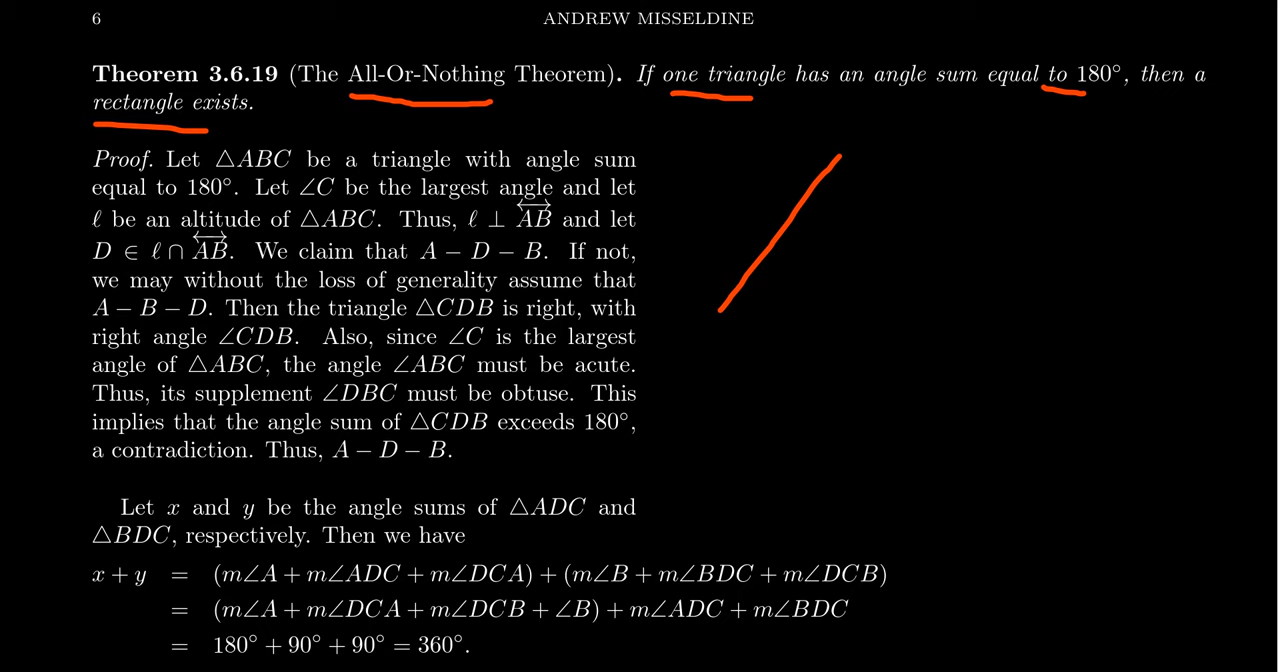 6
ANDREW MISSELDINE
Theorem 3.6.19 (The All-Or-Nothing Theorem). If one triangle has an angle sum equal to 180°, then a
rectangle exists.
Proof. Let △ABC be a triangle with angle sum
equal to 180°. Let ∠C be the largest angle and let
ℓ be an altitude of △ABC. Thus, ℓ ⊥ \overleftrightarrow{AB} and let
D ∈ ℓ ∩ \overleftrightarrow{AB}. We claim that A − D − B. If not,
we may without the loss of generality assume that
A − B − D. Then the triangle △CDB is right, with
right angle ∠CDB. Also, since ∠C is the largest
angle of △ABC, the angle ∠ABC must be acute.
Thus, its supplement ∠DBC must be obtuse. This
implies that the angle sum of △CDB exceeds 180°,
a contradiction. Thus, A − D − B.
Let x and y be the angle sums of △ADC and
△BDC, respectively. Then we have
x + y = (m∠A + m∠ADC + m∠DCA) + (m∠B + m∠BDC + m∠DCB)
= (m∠A + m∠DCA + m∠DCB + ∠B) + m∠ADC + m∠BDC
= 180° + 90° + 90° = 360°.